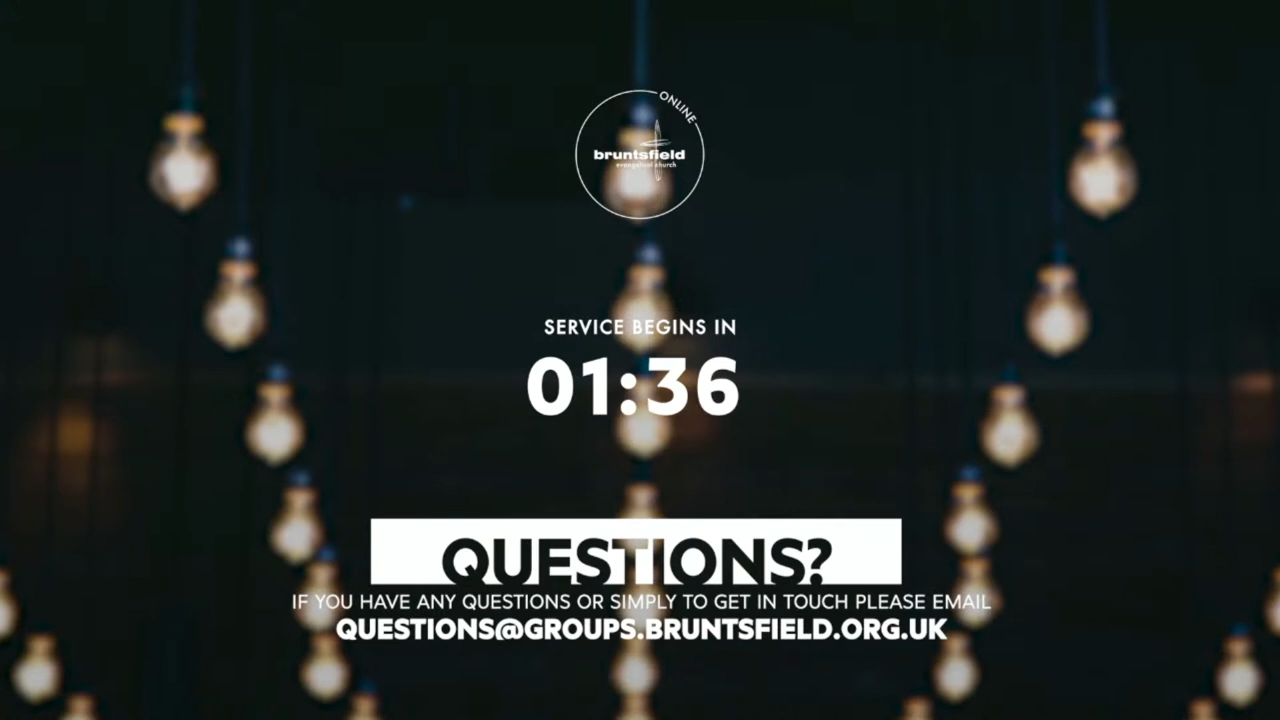 ONLINE
bruntsfield
evangelical church
SERVICE BEGINS IN
01:36
QUESTIONS?
IF YOU HAVE ANY QUESTIONS OR SIMPLY TO GET IN TOUCH PLEASE EMAIL
QUESTIONS@GROUPS.BRUNTSFIELD.ORG.UK